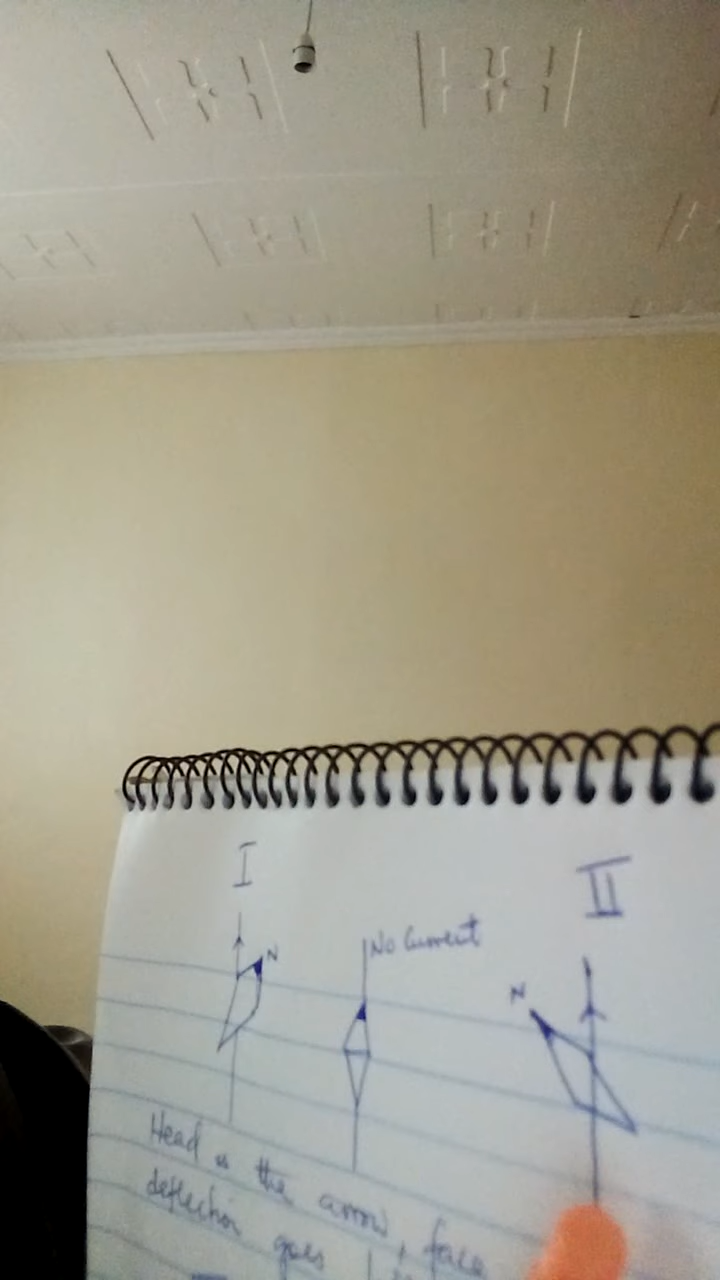 I
II
N
No Current
N
Head is the arrow, face
deflection goes